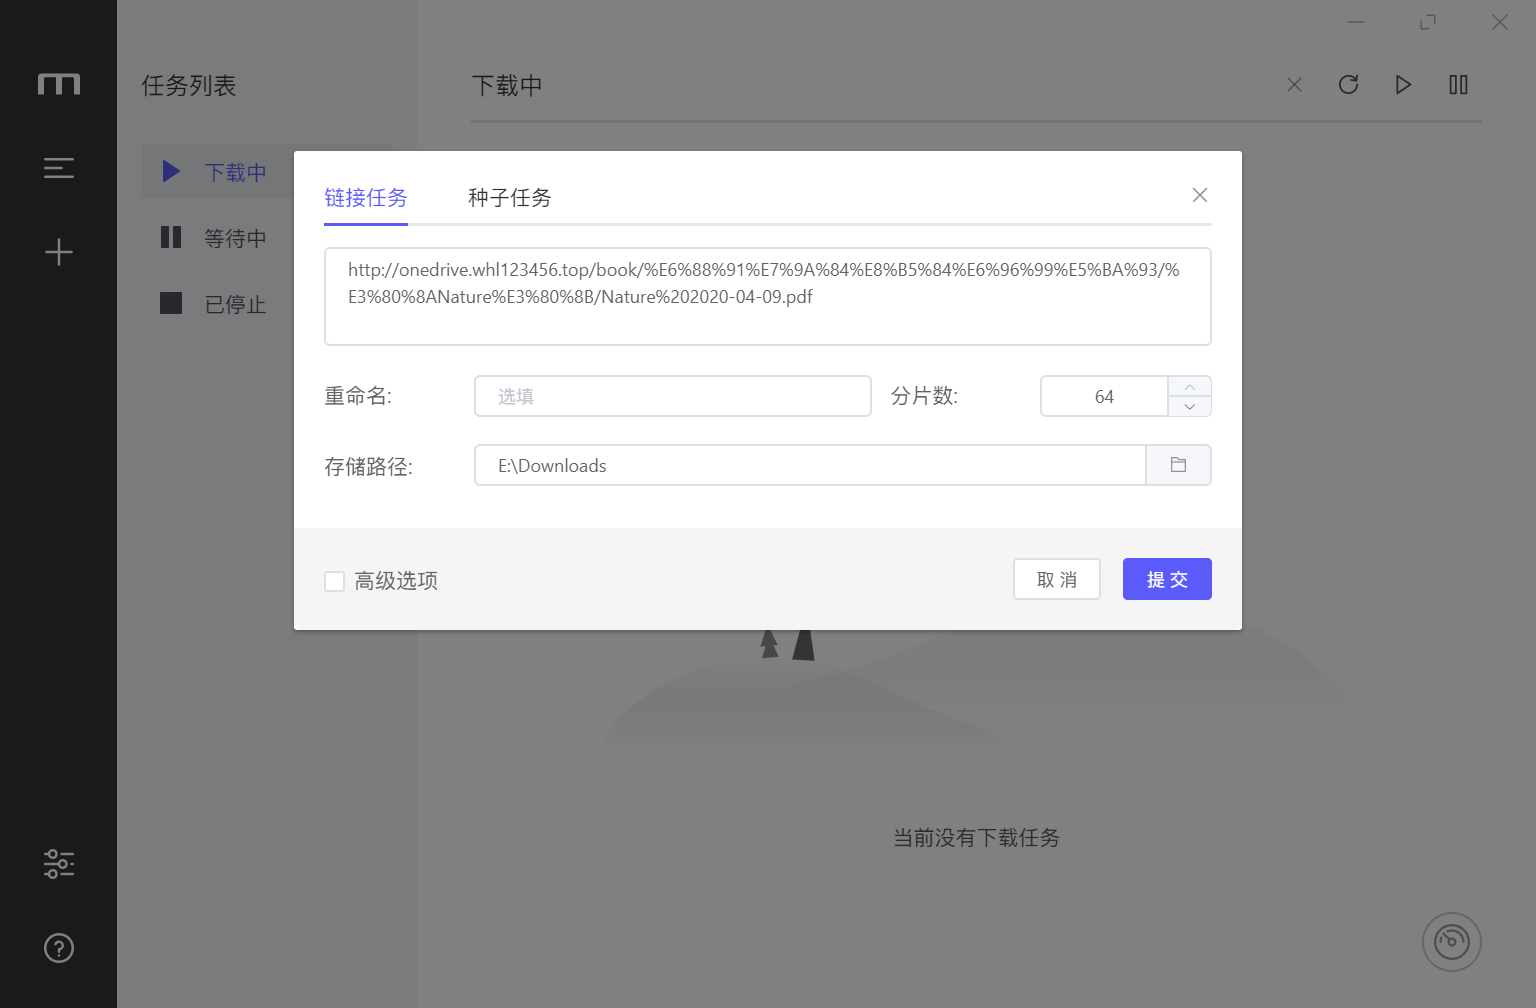 任务列表
下载中
等待中
已停止
下载中
链接任务
种子任务
http://onedrive.whl123456.top/book/%E6%88%91%E7%9A%84%E8%B5%84%E6%96%99%E5%BA%93/%
E3%80%8ANature%E3%80%8B/Nature%202020-04-09.pdf
重命名:
选填
分片数:
64
存储路径:
E:\Downloads
高级选项
取 消
提 交
当前没有下载任务